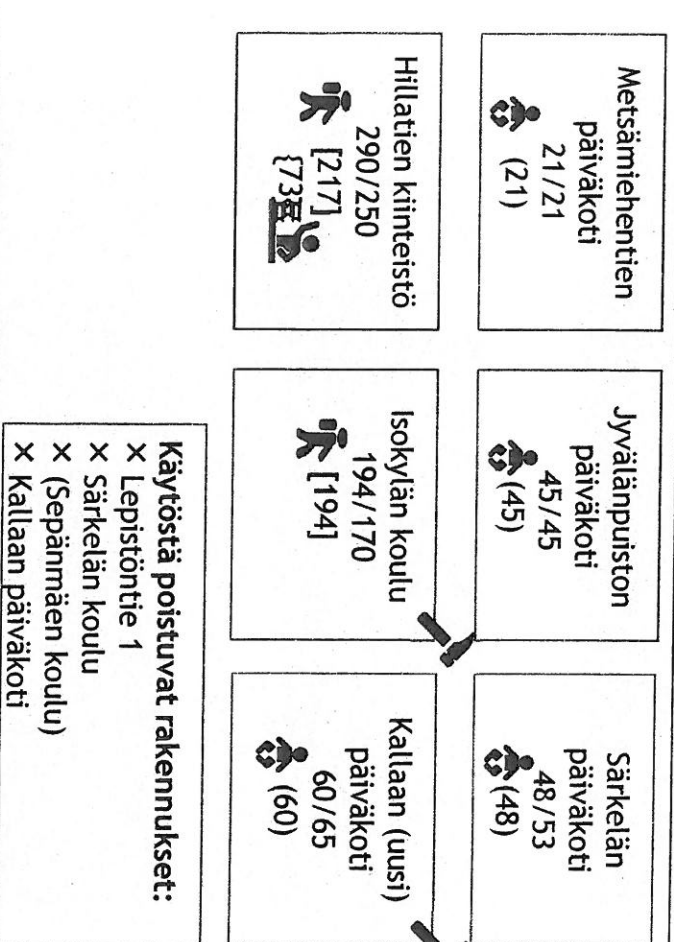 Metsämiehentien
päiväkoti
21/21
(21)
Jyvälänpuiston
päiväkoti
45/45
(45)
Särkelän
päiväkoti
48/53
(48)
Hillatien kiinteistö
290/250
[217]
{73}
Isokylän koulu
194/170
[194]
Kallaan (uusi)
päiväkoti
60/65
(60)
Käytöstä poistuvat rakennukset:
× Lepistöntie 1
× Särkelän koulu
× (Sepänmäen koulu)
× Kallaan päiväkoti